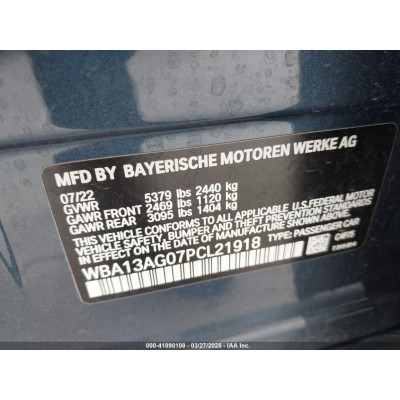 MFD BY BAYERISCHE MOTOREN WERKE AG
07/22
GVWR 5379 lbs 2440 kg
GAWR FRONT 2469 lbs 1120 kg
GAWR REAR 3095 lbs 1404 kg
THIS VEHICLE CONFORMS TO ALL APPLICABLE U.S. FEDERAL MOTOR
VEHICLE SAFETY, BUMPER, AND THEFT PREVENTION STANDARDS
IN EFFECT ON THE DATE OF MANUFACTURE SHOWN ABOVE.
WBA13AG07PCL21918 TYPE: PASSENGER CAR
000-41890108 | 03/27/2025 | IAA Inc.